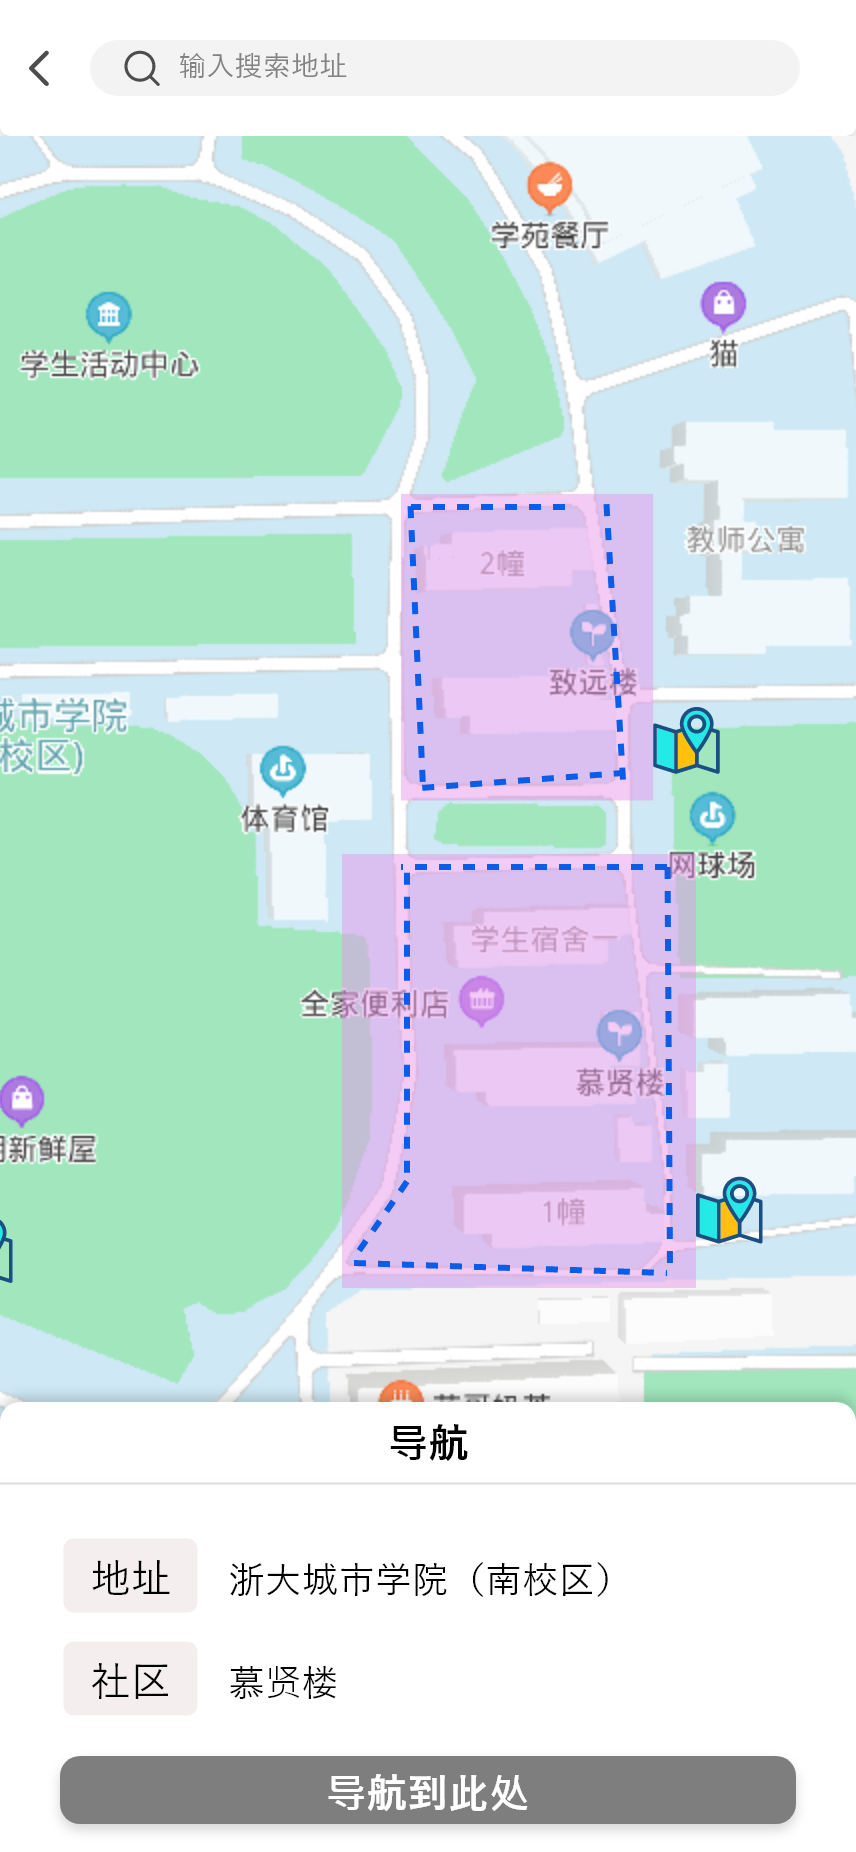 输入搜索地址
学苑餐厅
猫
学生活动中心
教师公寓
2幢
致远楼
城市学院
校区)
体育馆
网球场
学生宿舍一
全家便利店
慕贤楼
新鲜屋
1幢
导航
地址 浙大城市学院（南校区）
社区 慕贤楼
导航到此处